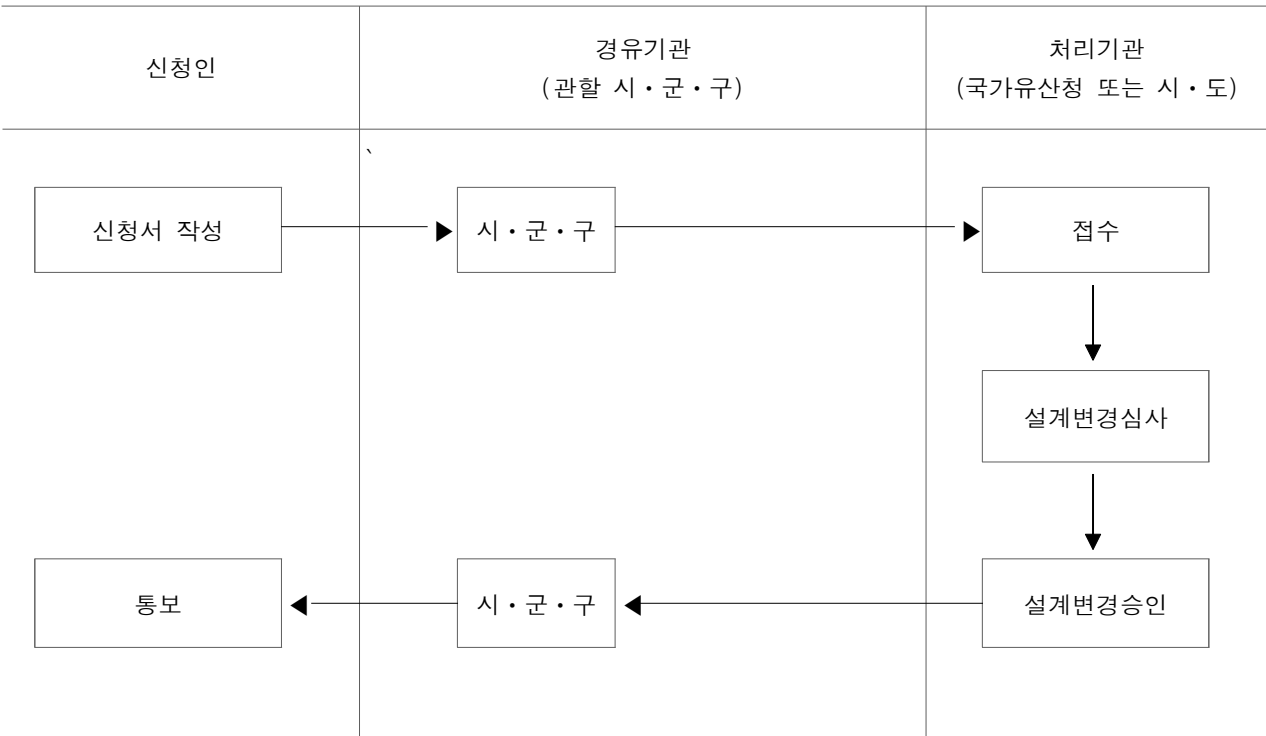 신청인
경유기관
(관할 시·군·구)
처리기관
(국가유산청 또는 시·도)
`
신청서 작성
시·군·구
접수
설계변경심사
통보
시·군·구
설계변경승인